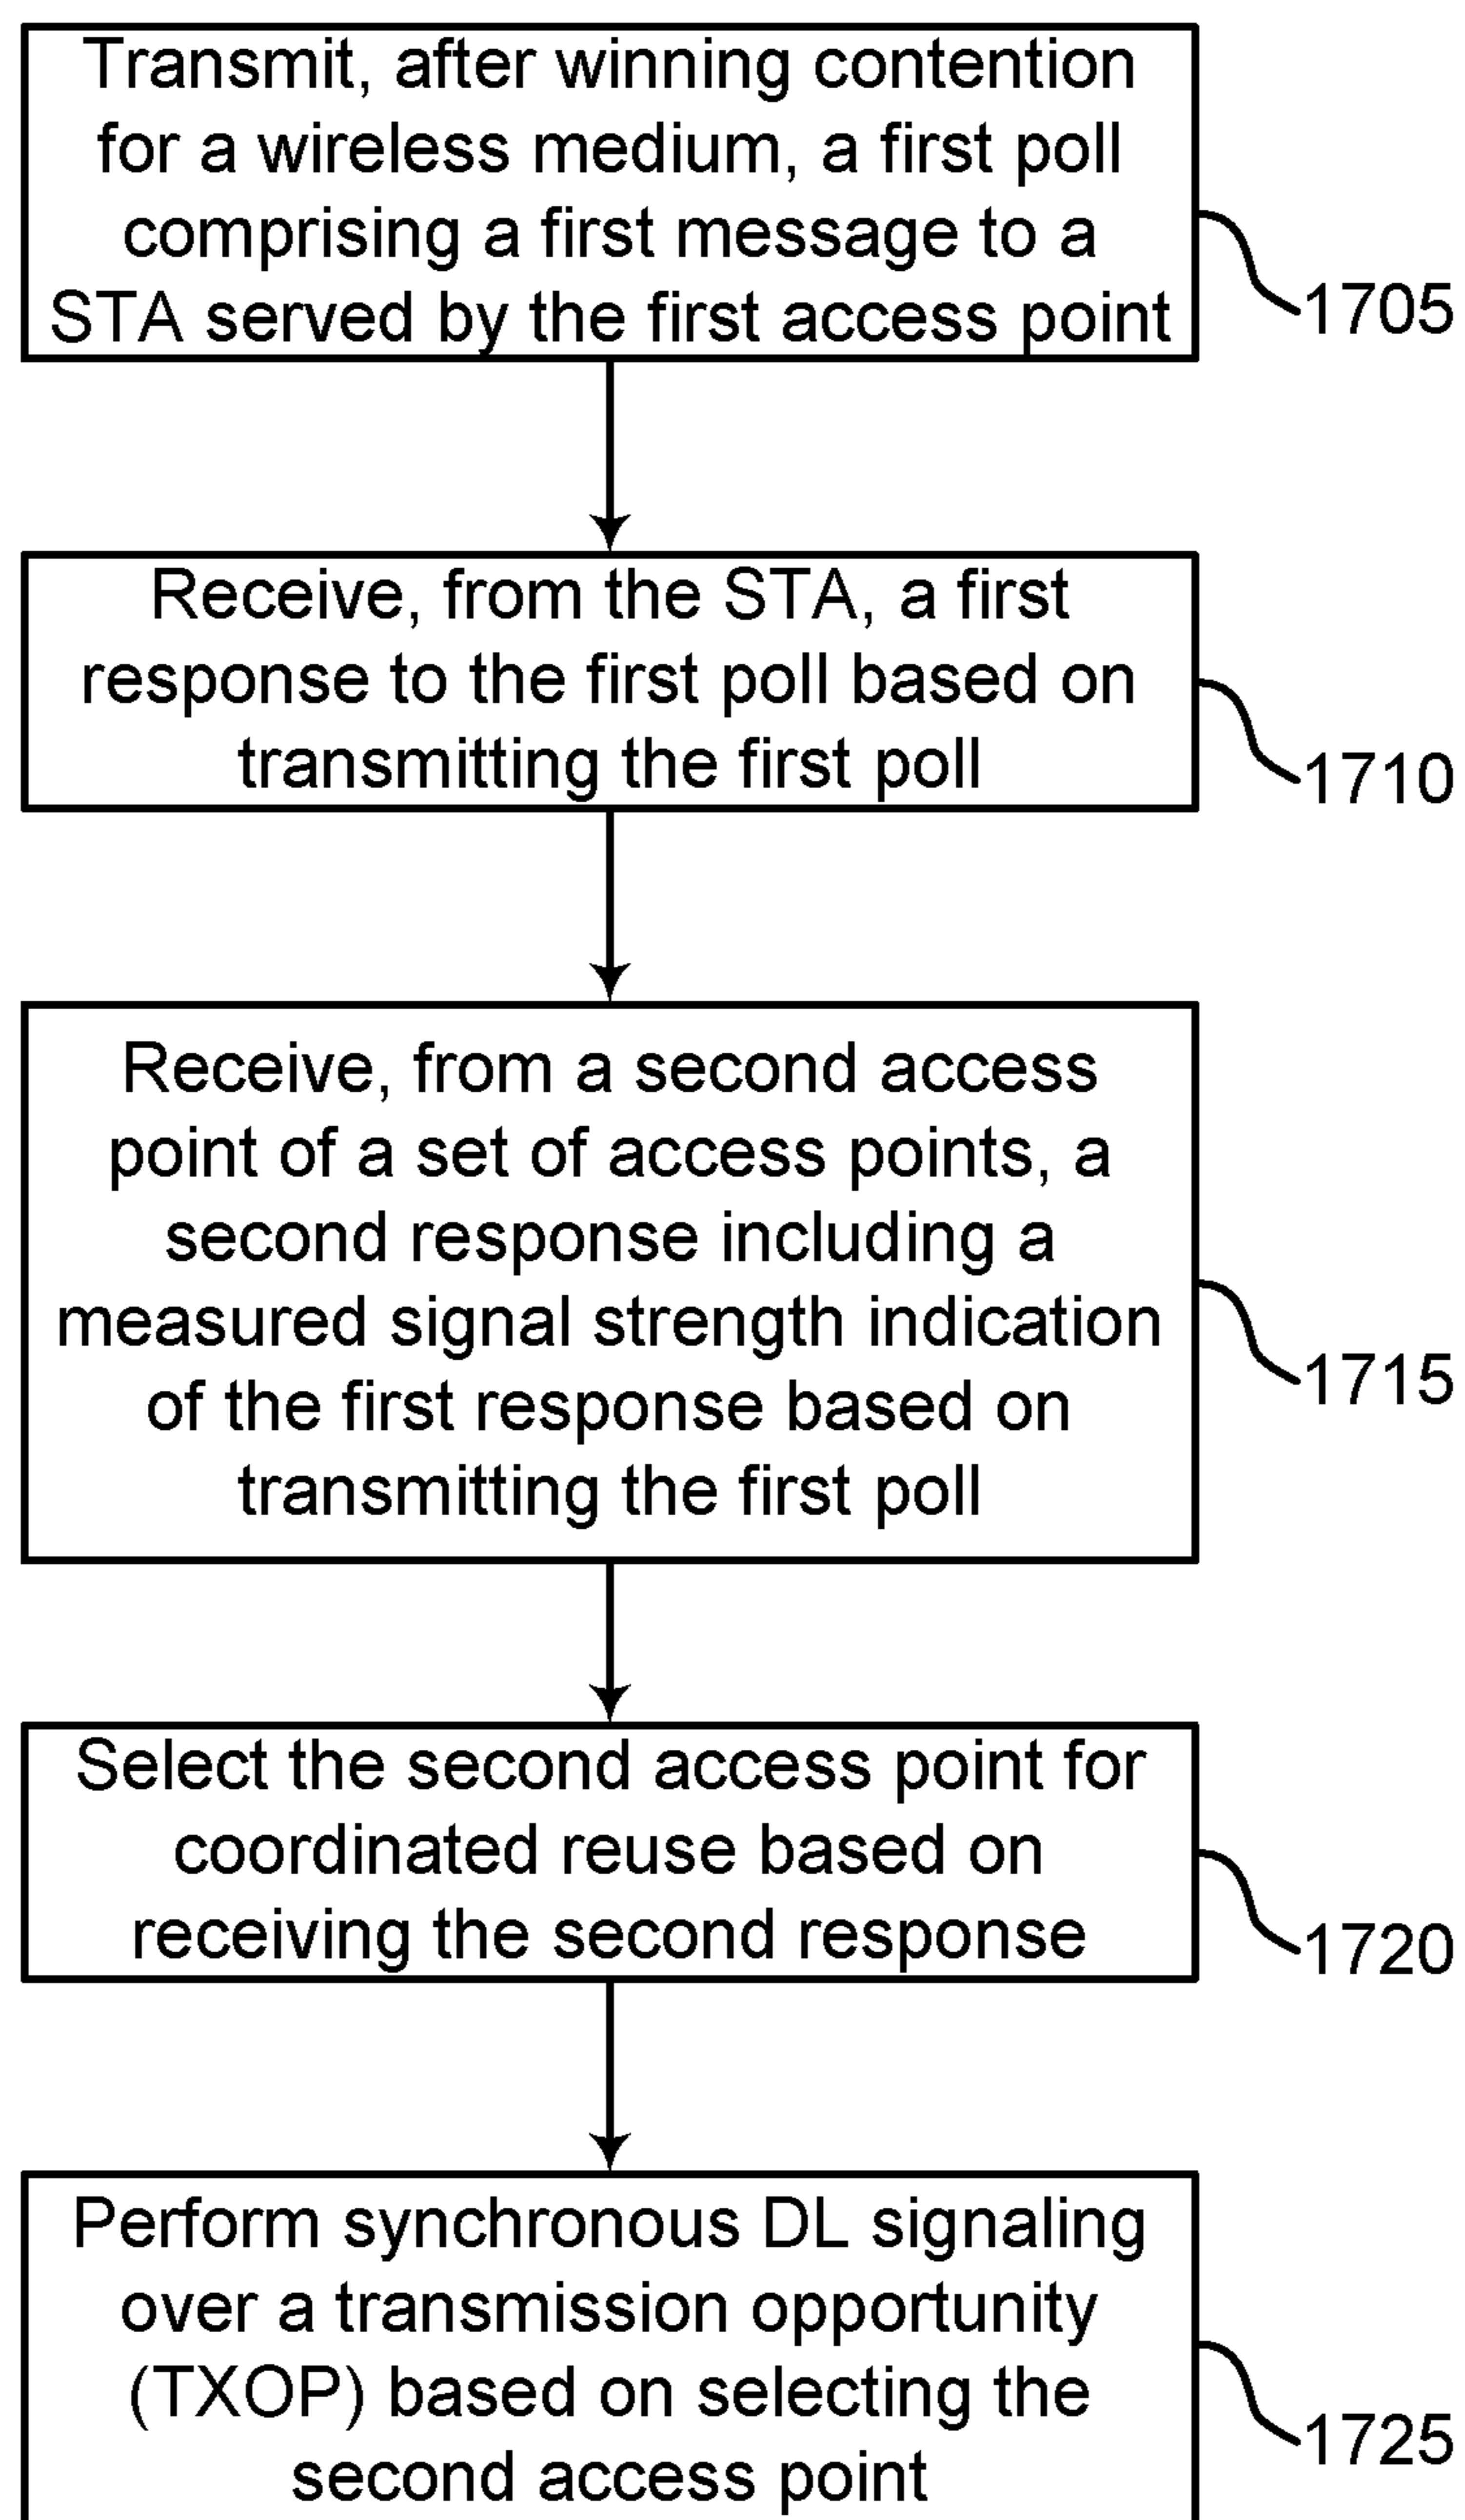 Transmit, after winning contention
for a wireless medium, a first poll
comprising a first message to a
STA served by the first access point
1705
Receive, from the STA, a first
response to the first poll based on
transmitting the first poll
1710
Receive, from a second access
point of a set of access points, a
second response including a
measured signal strength indication
of the first response based on
transmitting the first poll
1715
Select the second access point for
coordinated reuse based on
receiving the second response
1720
Perform synchronous DL signaling
over a transmission opportunity
(TXOP) based on selecting the
second access point
1725